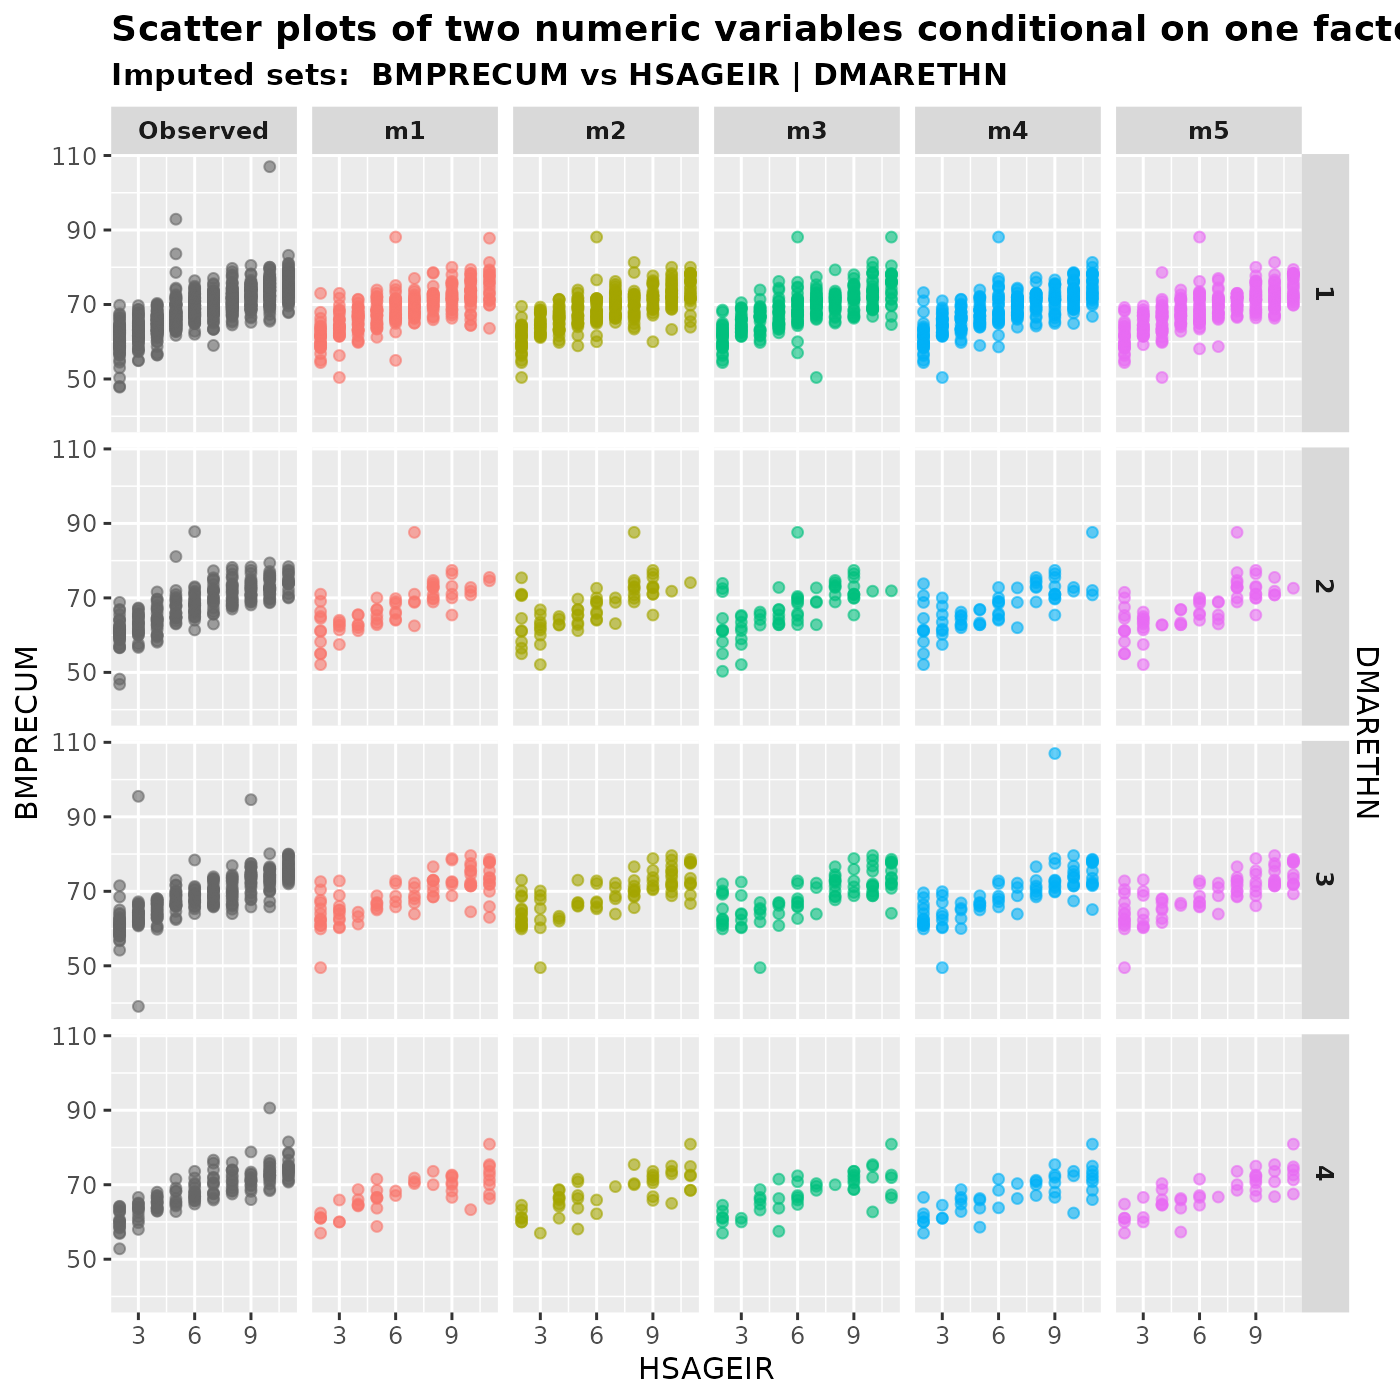 Scatter plots of two numeric variables conditional on one facto
Imputed sets:  BMPRECUM vs HSAGEIR | DMARETHN
Observed m1 m2 m3 m4 m5
110
90
70
50
1
110
90
70
50
2
110
90
70
50
3
110
90
70
50
4
BMPRECUM
DMARETHN
3 6 9 3 6 9 3 6 9 3 6 9 3 6 9 3 6 9
HSAGEIR